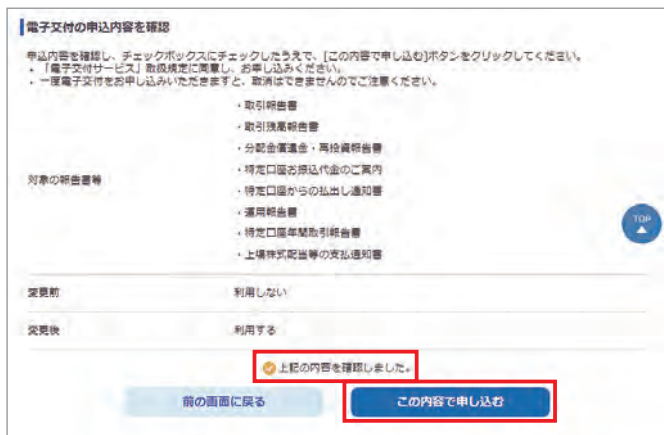 電子交付の申込内容を確認
申込内容を確認し、チェックボックスにチェックしたうえで、[この内容で申し込む]ボタンをクリックしてください。
・「電子交付サービス」取扱規定に同意し、お申し込みください。
・一度電子交付をお申し込みいただきますと、取消はできませんのでご注意ください。
対象の報告書等
・取引報告書
・取引残高報告書
・分配金償還金・再投資報告書
・特定口座お振込代金のご案内
・特定口座からの払出し通知書
・運用報告書
・特定口座年間取引報告書
・上場株式配当等の支払通知書
TOP
変更前 利用しない
変更後 利用する
上記の内容を確認しました。
前の画面に戻る この内容で申し込む